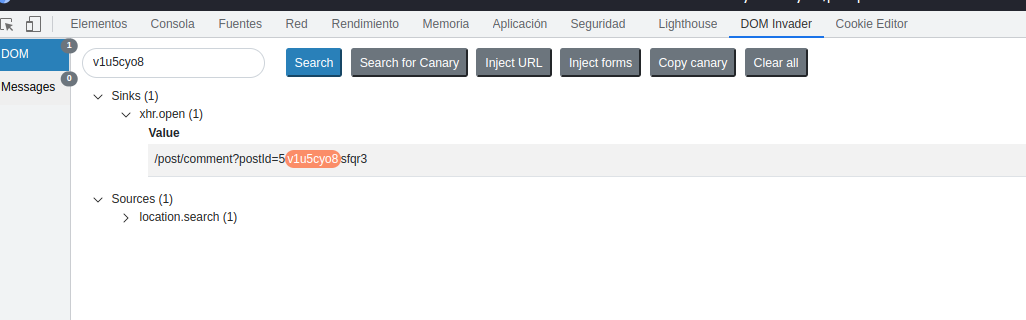 Elementos Consola Fuentes Red Rendimiento Memoria Aplicación Seguridad Lighthouse DOM Invader Cookie Editor
DOM 1
Messages 0
v1u5cyo8 Search Search for Canary Inject URL Inject forms Copy canary Clear all
Sinks (1)
xhr.open (1)
Value
/post/comment?postId=5v1u5cyo8sfqr3
Sources (1)
location.search (1)